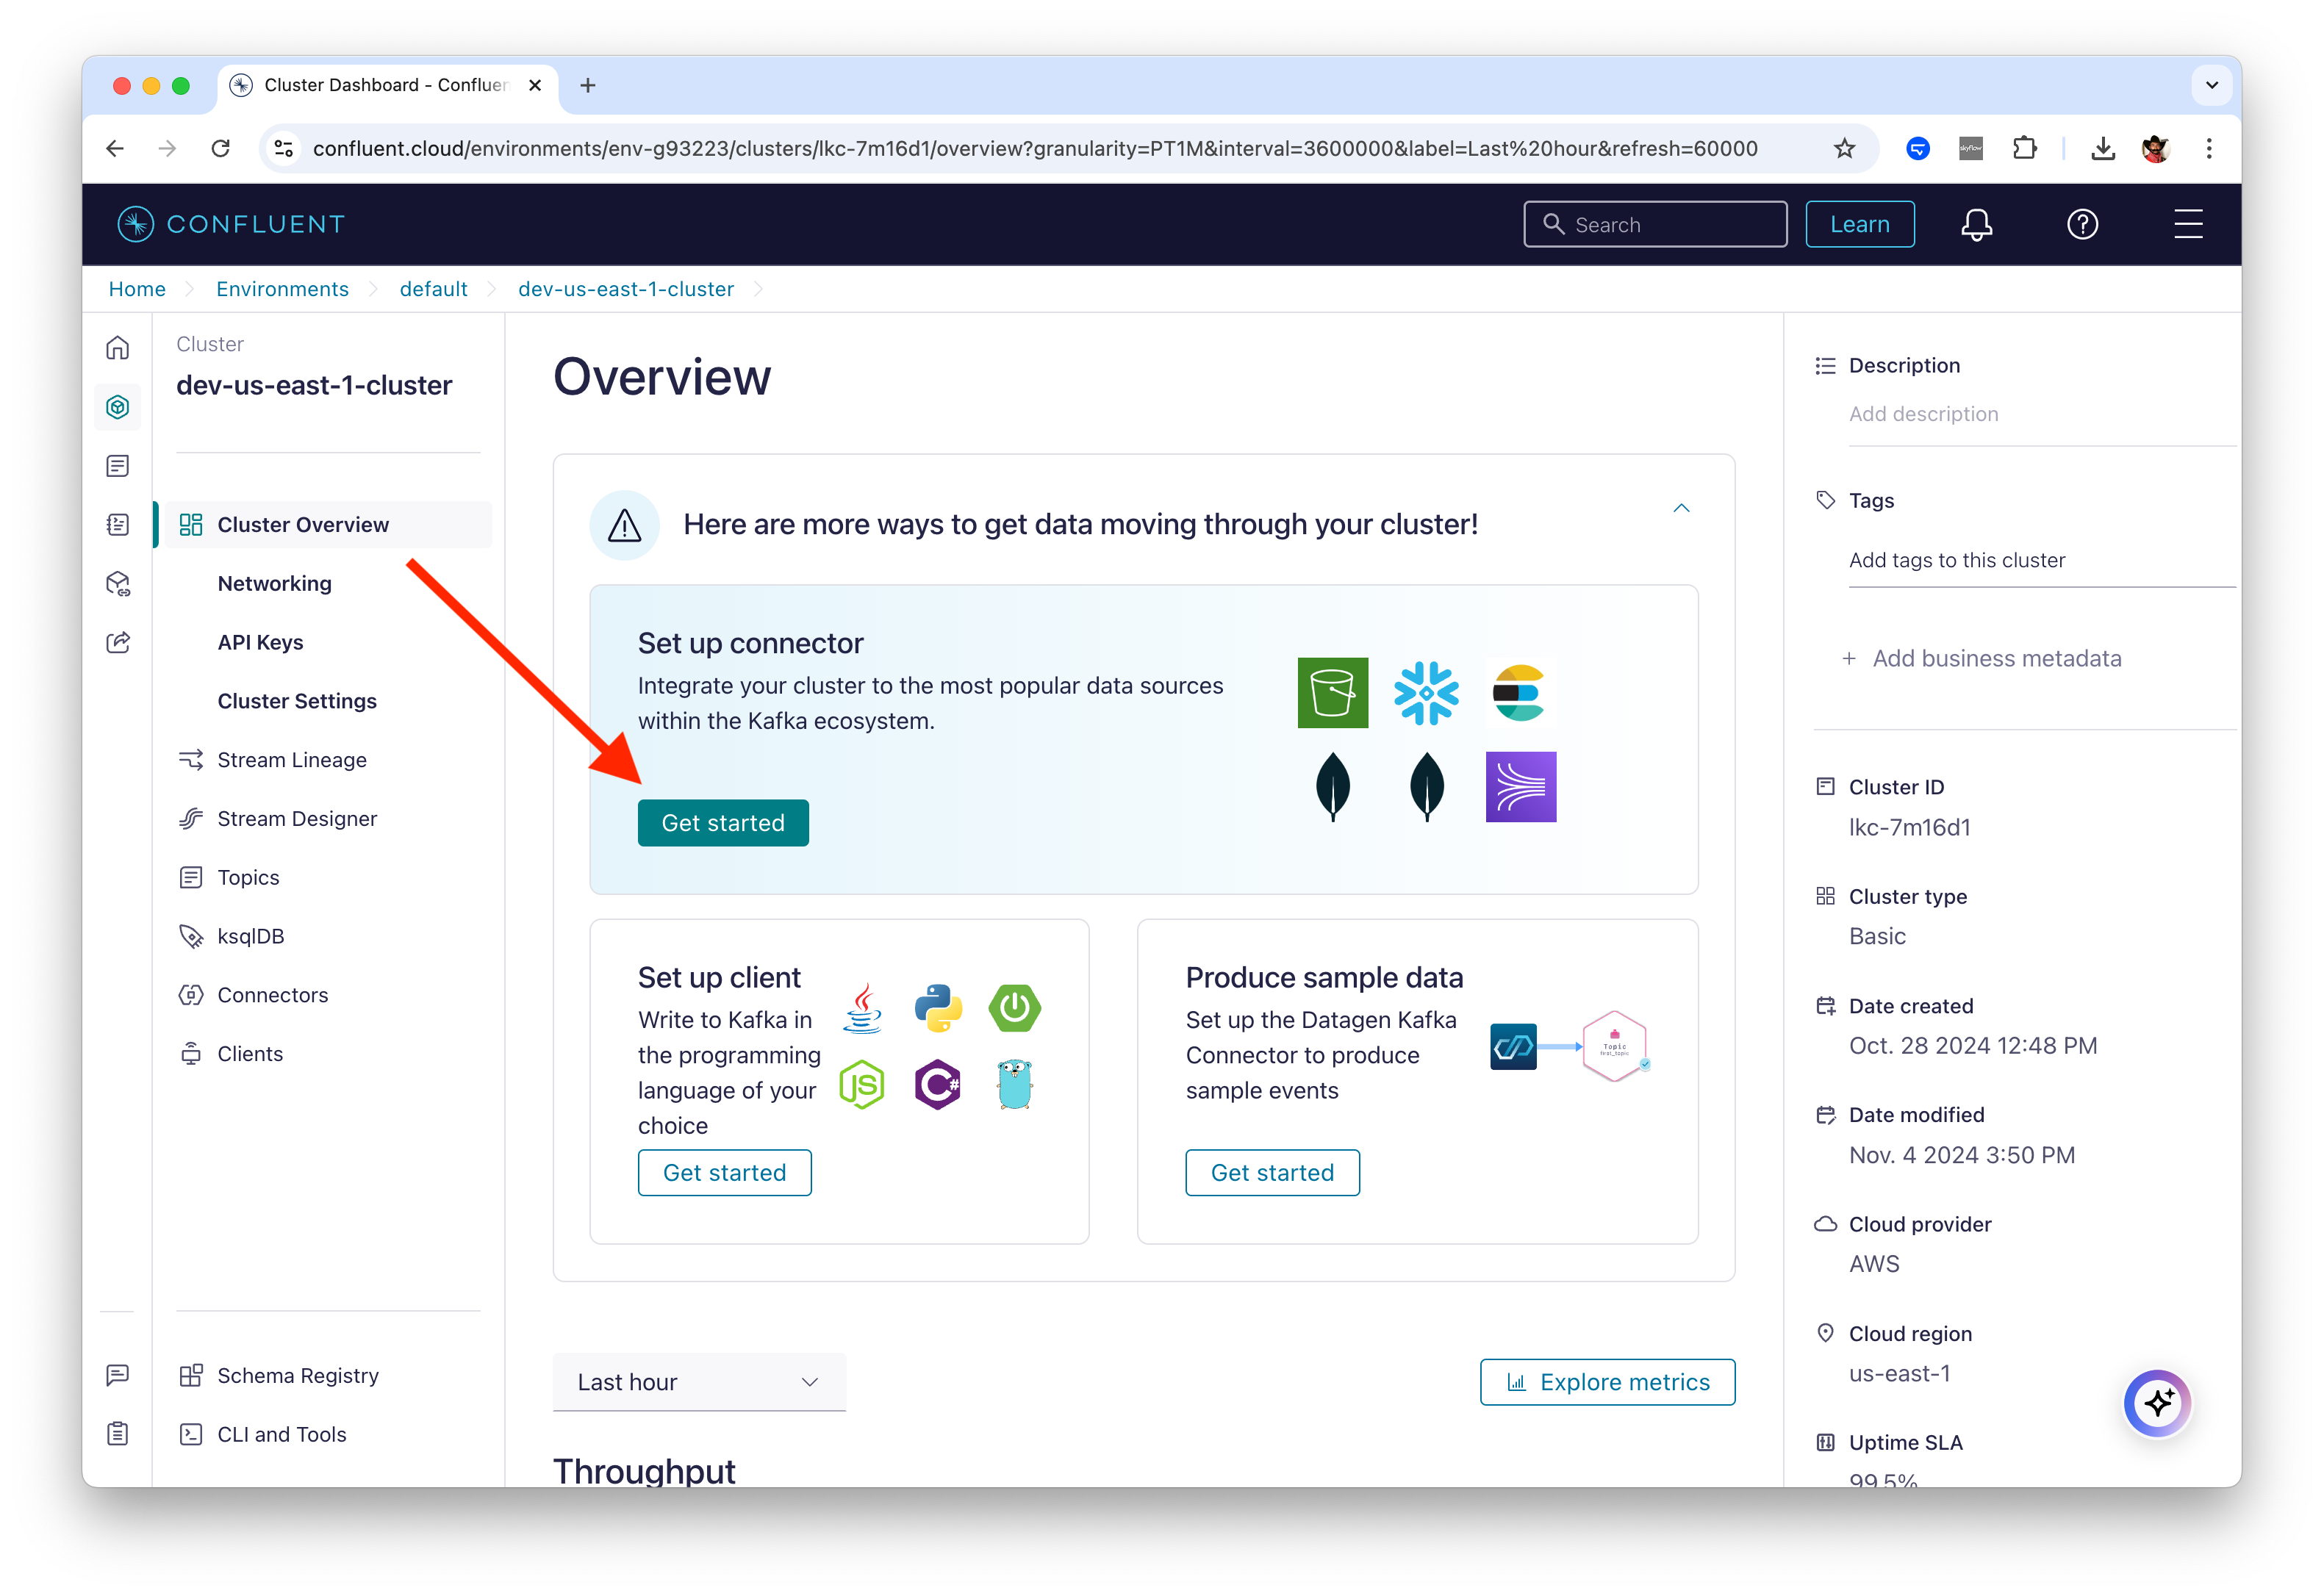 Cluster Dashboard - Confluen
confluent.cloud/environments/env-g93223/clusters/lkc-7m16d1/overview?granularity=PT1M&interval=3600000&label=Last%20hour&refresh=60000
skyflow
CONFLUENT
Search
Learn
Home
Environments
default
dev-us-east-1-cluster
Cluster
dev-us-east-1-cluster
Cluster Overview
Networking
API Keys
Cluster Settings
Stream Lineage
Stream Designer
Topics
ksqlDB
Connectors
Clients
Schema Registry
CLI and Tools
Overview
Here are more ways to get data moving through your cluster!
Set up connector
Integrate your cluster to the most popular data sources
within the Kafka ecosystem.
Get started
Set up client
Write to Kafka in
the programming
language of your
choice
JS
C#
Get started
Produce sample data
Set up the Datagen Kafka
Connector to produce
sample events
Topic
Get started
Last hour
Explore metrics
Throughput
Description
Add description
Tags
Add tags to this cluster
+ Add business metadata
Cluster ID
lkc-7m16d1
Cluster type
Basic
Date created
Oct. 28 2024 12:48 PM
Date modified
Nov. 4 2024 3:50 PM
Cloud provider
AWS
Cloud region
us-east-1
Uptime SLA
99.5%